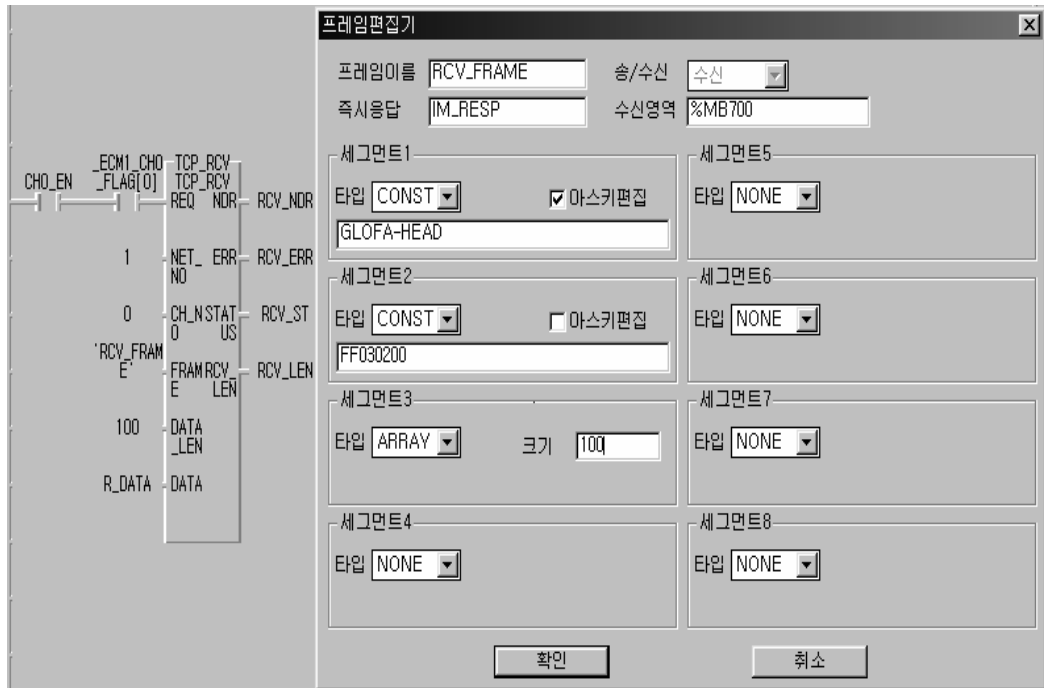 _ECM1_CH0 TCP_RCV
CH0_EN _FLAG[0] TCP_RCV
REQ NDR RCV_NDR
1 NET_ ERR RCV_ERR
NO
0 CH_N STAT RCV_ST
O US
'RCV_FRAM
E' FRAM RCV_ RCV_LEN
E LEN
100 DATA
_LEN
R_DATA DATA
프레임편집기
프레임이름 RCV_FRAME 송/수신 수신
즉시응답 IM_RESP 수신영역 %MB700
세그먼트1
타입 CONST 아스키편집
GLOFA-HEAD
세그먼트2
타입 CONST 아스키편집
FF030200
세그먼트3
타입 ARRAY 크기 100
세그먼트4
타입 NONE
세그먼트5
타입 NONE
세그먼트6
타입 NONE
세그먼트7
타입 NONE
세그먼트8
타입 NONE
확인 취소